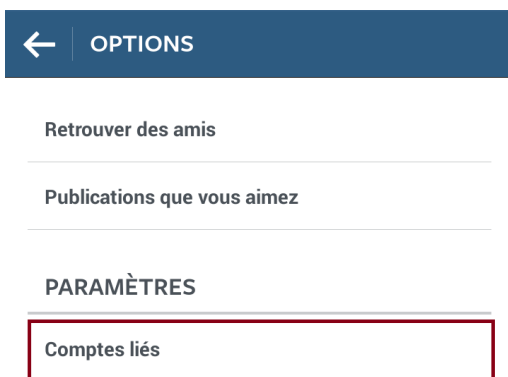 OPTIONS
Retrouver des amis
Publications que vous aimez
PARAMÈTRES
Comptes liés